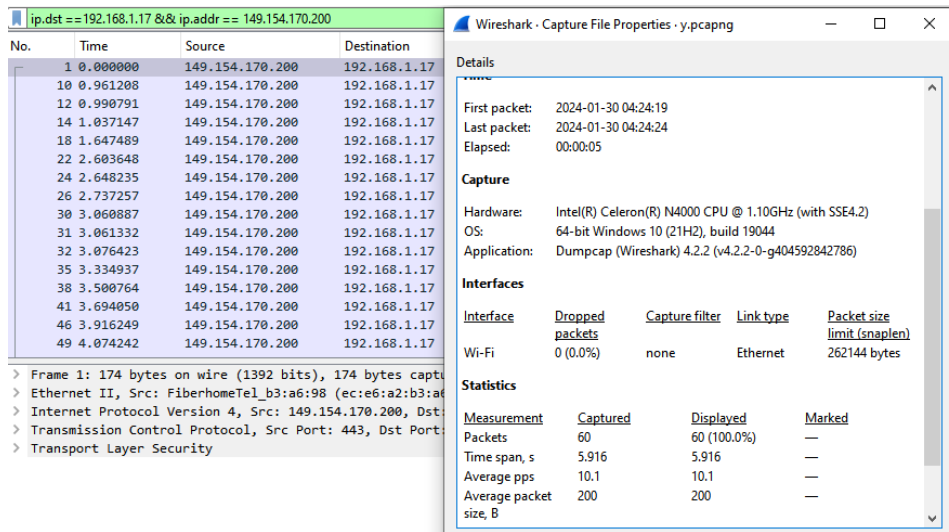 ip.dst ==192.168.1.17 && ip.addr == 149.154.170.200
No. Time Source Destination
1 0.000000 149.154.170.200 192.168.1.17
10 0.961208 149.154.170.200 192.168.1.17
12 0.990791 149.154.170.200 192.168.1.17
14 1.037147 149.154.170.200 192.168.1.17
18 1.647489 149.154.170.200 192.168.1.17
22 2.603648 149.154.170.200 192.168.1.17
24 2.648235 149.154.170.200 192.168.1.17
26 2.737257 149.154.170.200 192.168.1.17
30 3.060887 149.154.170.200 192.168.1.17
31 3.061332 149.154.170.200 192.168.1.17
32 3.076423 149.154.170.200 192.168.1.17
35 3.334937 149.154.170.200 192.168.1.17
38 3.500764 149.154.170.200 192.168.1.17
41 3.694050 149.154.170.200 192.168.1.17
46 3.916249 149.154.170.200 192.168.1.17
49 4.074242 149.154.170.200 192.168.1.17
> Frame 1: 174 bytes on wire (1392 bits), 174 bytes captu
> Ethernet II, Src: FiberhomeTel_b3:a6:98 (ec:e6:a2:b3:a6
> Internet Protocol Version 4, Src: 149.154.170.200, Dst:
> Transmission Control Protocol, Src Port: 443, Dst Port:
> Transport Layer Security
Wireshark · Capture File Properties · y.pcapng
Details
Time
First packet: 2024-01-30 04:24:19
Last packet: 2024-01-30 04:24:24
Elapsed: 00:00:05
Capture
Hardware: Intel(R) Celeron(R) N4000 CPU @ 1.10GHz (with SSE4.2)
OS: 64-bit Windows 10 (21H2), build 19044
Application: Dumpcap (Wireshark) 4.2.2 (v4.2.2-0-g404592842786)
Interfaces
Interface Dropped packets Capture filter Link type Packet size limit (snaplen)
Wi-Fi 0 (0.0%) none Ethernet 262144 bytes
Statistics
Measurement Captured Displayed Marked
Packets 60 60 (100.0%) —
Time span, s 5.916 5.916 —
Average pps 10.1 10.1 —
Average packet size, B 200 200 —